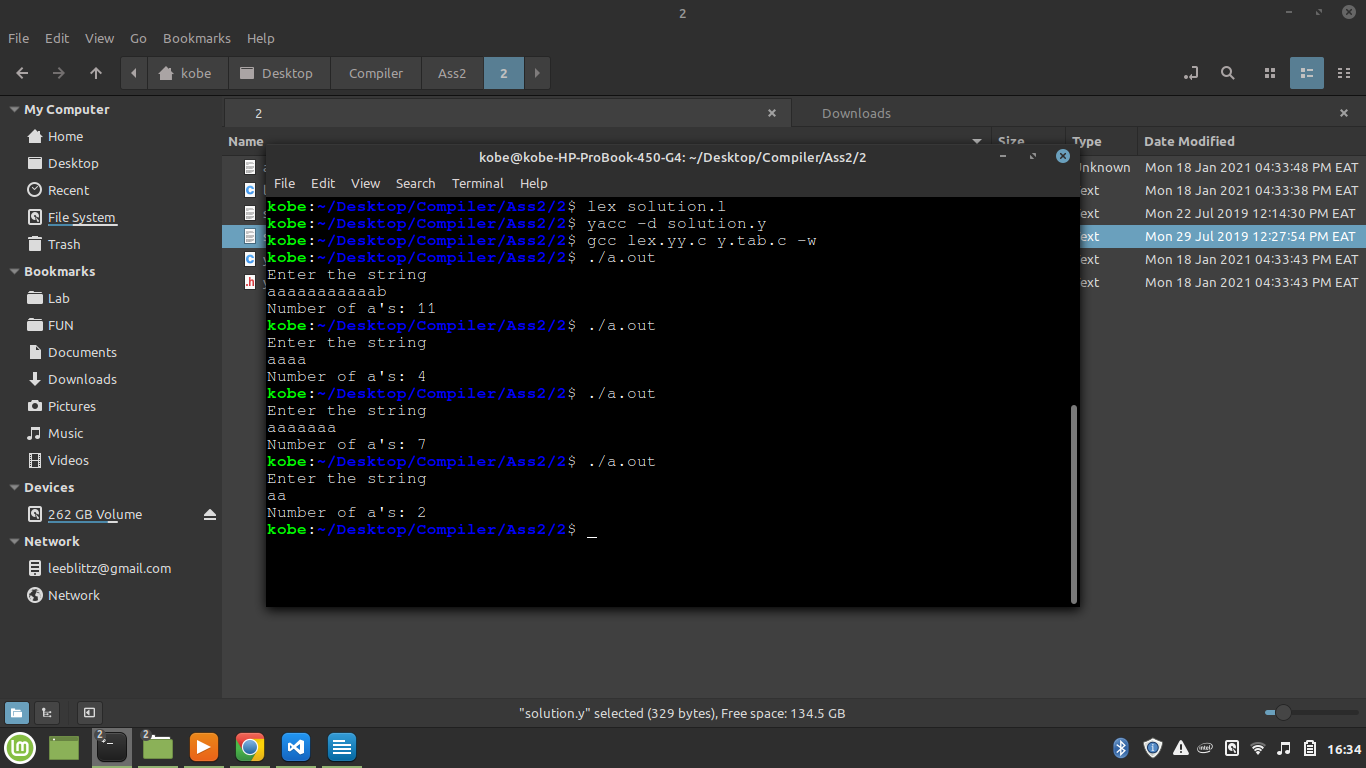 2
File Edit View Go Bookmarks Help
kobe Desktop Compiler Ass2 2
My Computer
Home
Desktop
Recent
File System
Trash
Bookmarks
Lab
FUN
Documents
Downloads
Pictures
Music
Videos
Devices
262 GB Volume
Network
leeblittz@gmail.com
Network
2 Downloads
Name Size Type Date Modified
Unknown Mon 18 Jan 2021 04:33:48 PM EAT
Text Mon 18 Jan 2021 04:33:38 PM EAT
Text Mon 22 Jul 2019 12:14:30 PM EAT
Text Mon 29 Jul 2019 12:27:54 PM EAT
Text Mon 18 Jan 2021 04:33:43 PM EAT
Text Mon 18 Jan 2021 04:33:43 PM EAT
kobe@kobe-HP-ProBook-450-G4: ~/Desktop/Compiler/Ass2/2
File Edit View Search Terminal Help
kobe:~/Desktop/Compiler/Ass2/2$ lex solution.l
kobe:~/Desktop/Compiler/Ass2/2$ yacc -d solution.y
kobe:~/Desktop/Compiler/Ass2/2$ gcc lex.yy.c y.tab.c -w
kobe:~/Desktop/Compiler/Ass2/2$ ./a.out
Enter the string
aaaaaaaaaaab
Number of a's: 11
kobe:~/Desktop/Compiler/Ass2/2$ ./a.out
Enter the string
aaaa
Number of a's: 4
kobe:~/Desktop/Compiler/Ass2/2$ ./a.out
Enter the string
aaaaaaa
Number of a's: 7
kobe:~/Desktop/Compiler/Ass2/2$ ./a.out
Enter the string
aa
Number of a's: 2
kobe:~/Desktop/Compiler/Ass2/2$ _
"solution.y" selected (329 bytes), Free space: 134.5 GB
2 2 16:34